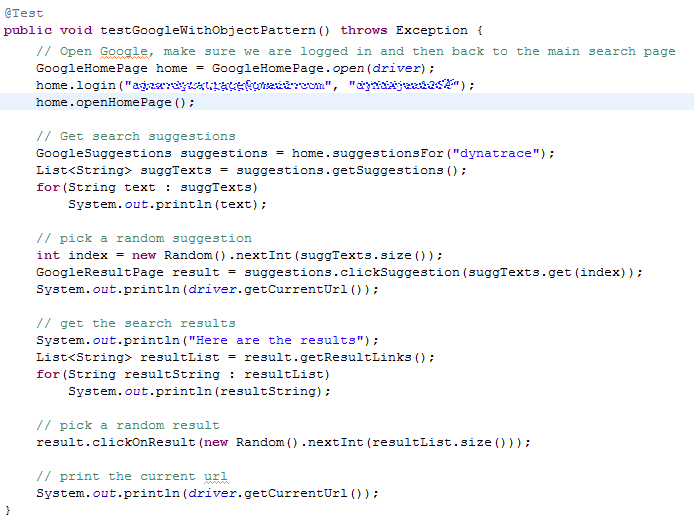 @Test
public void testGoogleWithObjectPattern() throws Exception {
// Open Google, make sure we are logged in and then back to the main search page
GoogleHomePage home = GoogleHomePage.open(driver);
home.login("", "");
home.openHomePage();
// Get search suggestions
GoogleSuggestions suggestions = home.suggestionsFor("dynatrace");
List<String> suggTexts = suggestions.getSuggestions();
for(String text : suggTexts)
System.out.println(text);
// pick a random suggestion
int index = new Random().nextInt(suggTexts.size());
GoogleResultPage result = suggestions.clickSuggestion(suggTexts.get(index));
System.out.println(driver.getCurrentUrl());
// get the search results
System.out.println("Here are the results");
List<String> resultList = result.getResultLinks();
for(String resultString : resultList)
System.out.println(resultString);
// pick a random result
result.clickOnResult(new Random().nextInt(resultList.size()));
// print the current url
System.out.println(driver.getCurrentUrl());
}